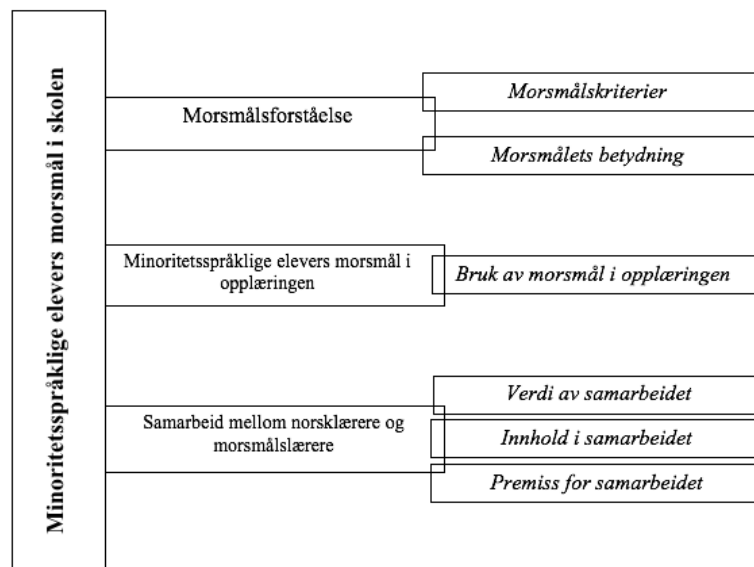 Minoritetsspråklige elevers morsmål i skolen
Morsmålsforståelse
Morsmålskriterier
Morsmålets betydning
Minoritetsspråklige elevers morsmål i
opplæringen
Bruk av morsmål i opplæringen
Samarbeid mellom norsklærere og
morsmålslærere
Verdi av samarbeidet
Innhold i samarbeidet
Premiss for samarbeidet